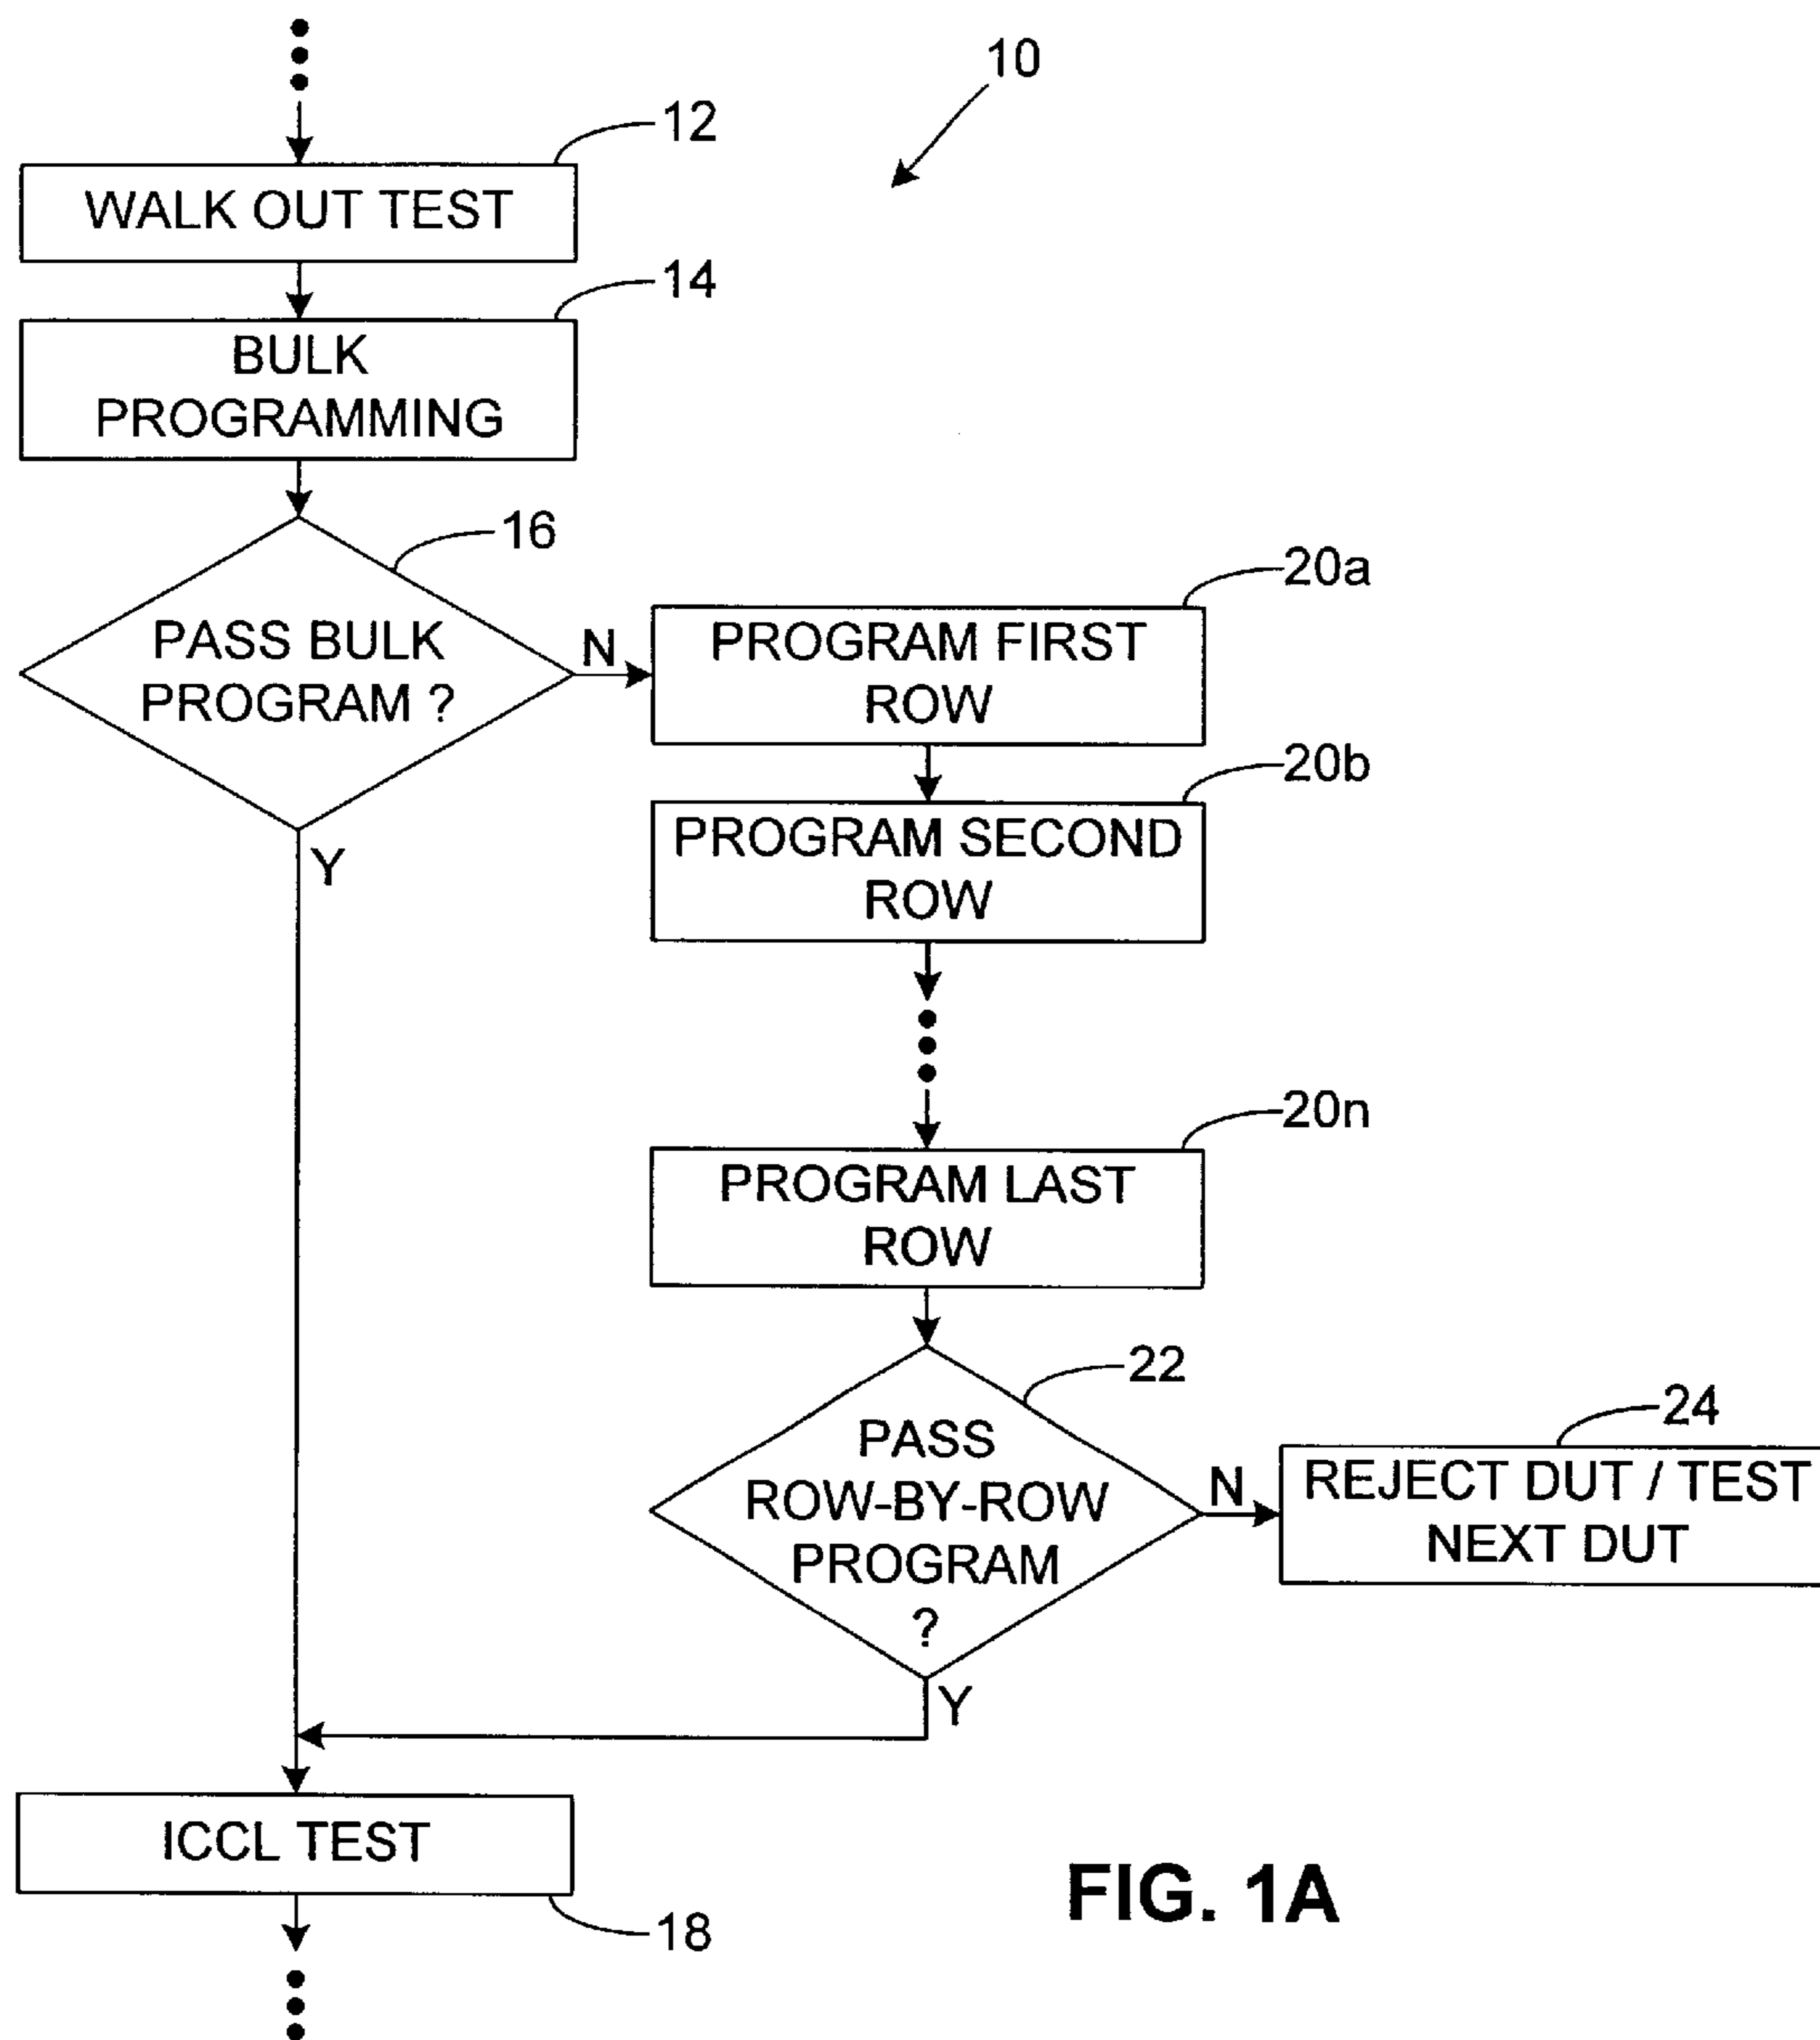 10
12
WALK OUT TEST
14
BULK
PROGRAMMING
16
PASS BULK
PROGRAM ?
N
Y
20a
PROGRAM FIRST
ROW
20b
PROGRAM SECOND
ROW
20n
PROGRAM LAST
ROW
22
PASS
ROW-BY-ROW
PROGRAM
?
N
Y
24
REJECT DUT / TEST
NEXT DUT
ICCL TEST
18
FIG. 1A